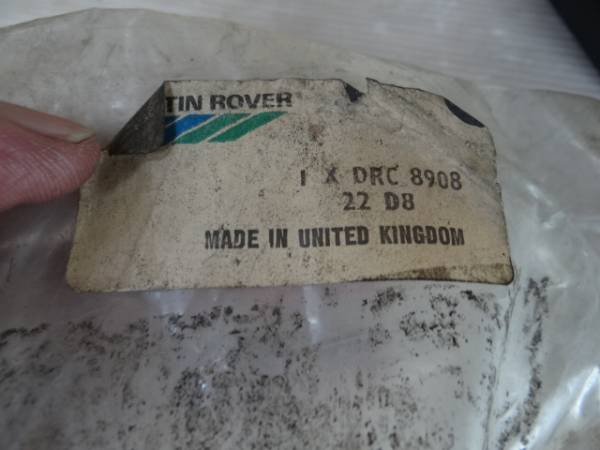 TIN ROVER
1 X DRC 8908
22 D8
MADE IN UNITED KINGDOM